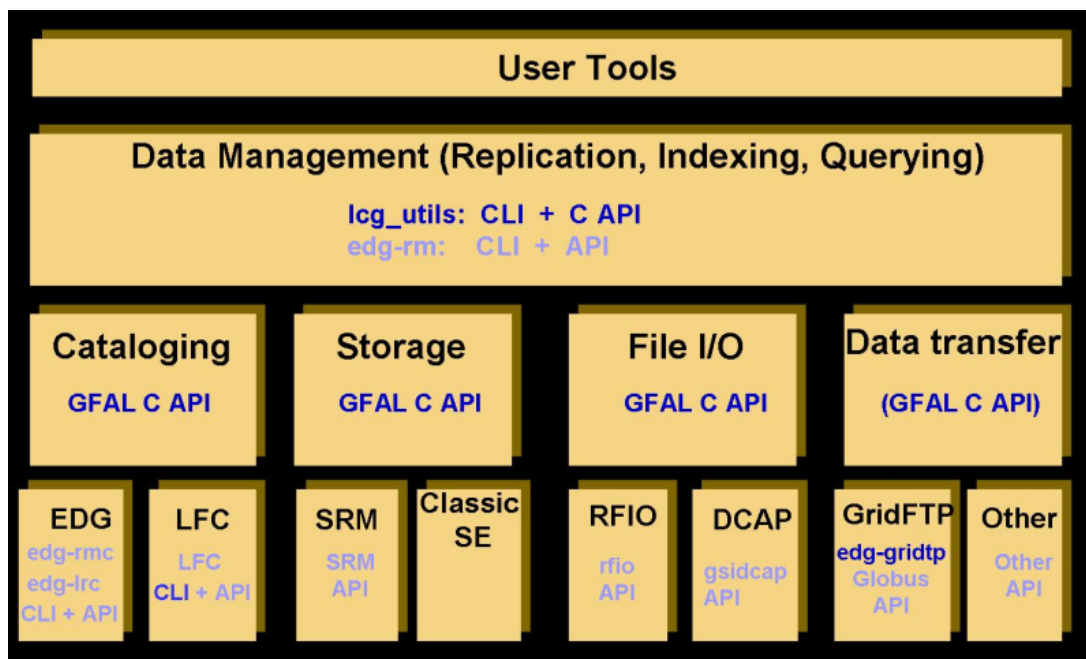 User Tools
Data Management (Replication, Indexing, Querying)
lcg_utils: CLI + C API
edg-rm: CLI + API
Cataloging
GFAL C API
Storage
GFAL C API
File I/O
GFAL C API
Data transfer
(GFAL C API)
EDG
edg-rmc
edg-lrc
CLI + API
LFC
LFC
CLI + API
SRM
SRM
API
Classic
SE
RFIO
rfio
API
DCAP
gsidcap
API
GridFTP
edg-gridtp
Globus
API
Other
Other
API